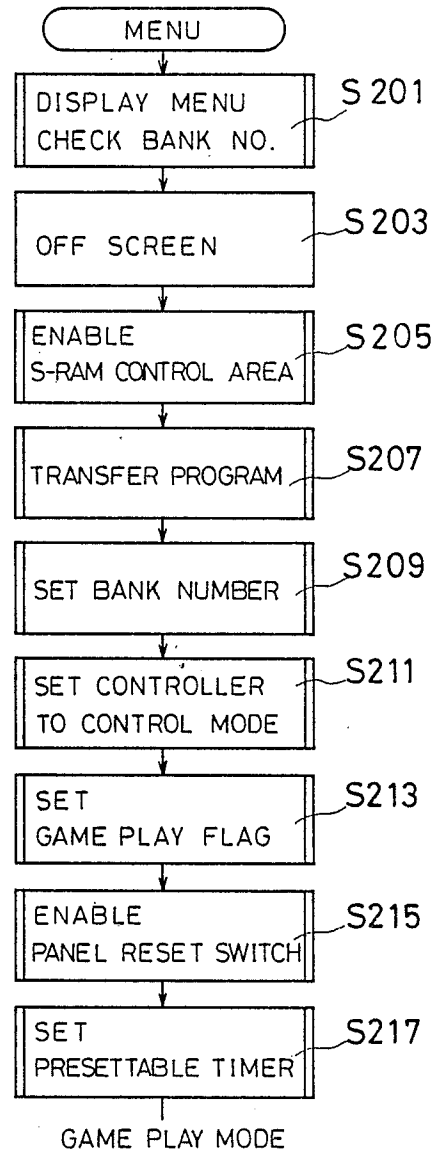 MENU
DISPLAY MENU
CHECK BANK NO.
S201
OFF SCREEN
S203
ENABLE
S-RAM CONTROL AREA
S205
TRANSFER PROGRAM
S207
SET BANK NUMBER
S209
SET CONTROLLER
TO CONTROL MODE
S211
SET
GAME PLAY FLAG
S213
ENABLE
PANEL RESET SWITCH
S215
SET
PRESETTABLE TIMER
S217
GAME PLAY MODE